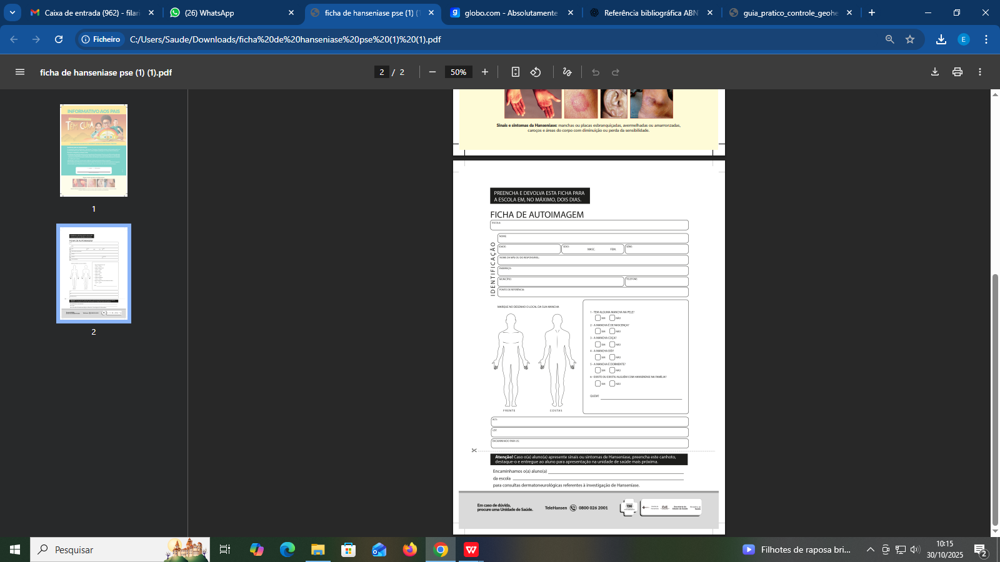 Caixa de entrada (962) - filari
(26) WhatsApp
ficha de hanseniase pse (1) (1
globo.com - Absolutamente
Referência bibliográfica ABN
guia_pratico_controle_geohe
Ficheiro
C:/Users/Saude/Downloads/ficha%20de%20hanseniase%20pse%20(1)%20(1).pdf
E
ficha de hanseniase pse (1) (1).pdf
2 / 2
50%
INFORMATIVO AOS PAIS
TEM CURA
1
2
Sinais e sintomas da Hanseníase: manchas ou placas esbranquiçadas, avermelhadas ou amarronzadas,
caroços e áreas do corpo com diminuição ou perda da sensibilidade.
PREENCHA E DEVOLVA ESTA FICHA PARA
A ESCOLA EM, NO MÁXIMO, DOIS DIAS.
FICHA DE AUTOIMAGEM
ESCOLA:
IDENTIFICAÇÃO
NOME:
IDADE:
SEXO:
MASC.
FEM.
SÉRIE:
NOME DA MÃE OU DO RESPONSÁVEL:
ENDEREÇO:
MUNICÍPIO:
TELEFONE:
PONTO DE REFERÊNCIA:
MARQUE NO DESENHO O LOCAL DA SUA MANCHA
FRENTE
COSTAS
1 - TEM ALGUMA MANCHA NA PELE?
SIM NÃO
2 - A MANCHA É DE NASCENÇA?
SIM NÃO
3 - A MANCHA COÇA?
SIM NÃO
4 - A MANCHA DÓI?
SIM NÃO
5 - A MANCHA É DORMENTE?
SIM NÃO
6 - EXISTE OU EXISTIU ALGUÉM COM HANSENÍASE NA FAMÍLIA?
SIM NÃO
QUEM?
ACS:
USF:
ENCAMINHADO PARA US:
Atenção! Caso o(a) aluno(a) apresente sinais ou sintomas de Hanseníase, preencha este canhoto,
destaque-o e entregue ao aluno para apresentação na unidade de saúde mais próxima.
Encaminhamos o(a) aluno(a)
da escola
para consultas dermatoneurológicas referentes à investigação de Hanseníase.
Em caso de dúvida,
procure uma Unidade de Saúde.
TeleHansen
0800 026 2001
136
Pesquisar
Filhotes de raposa bri...
10:15
30/10/2025
2